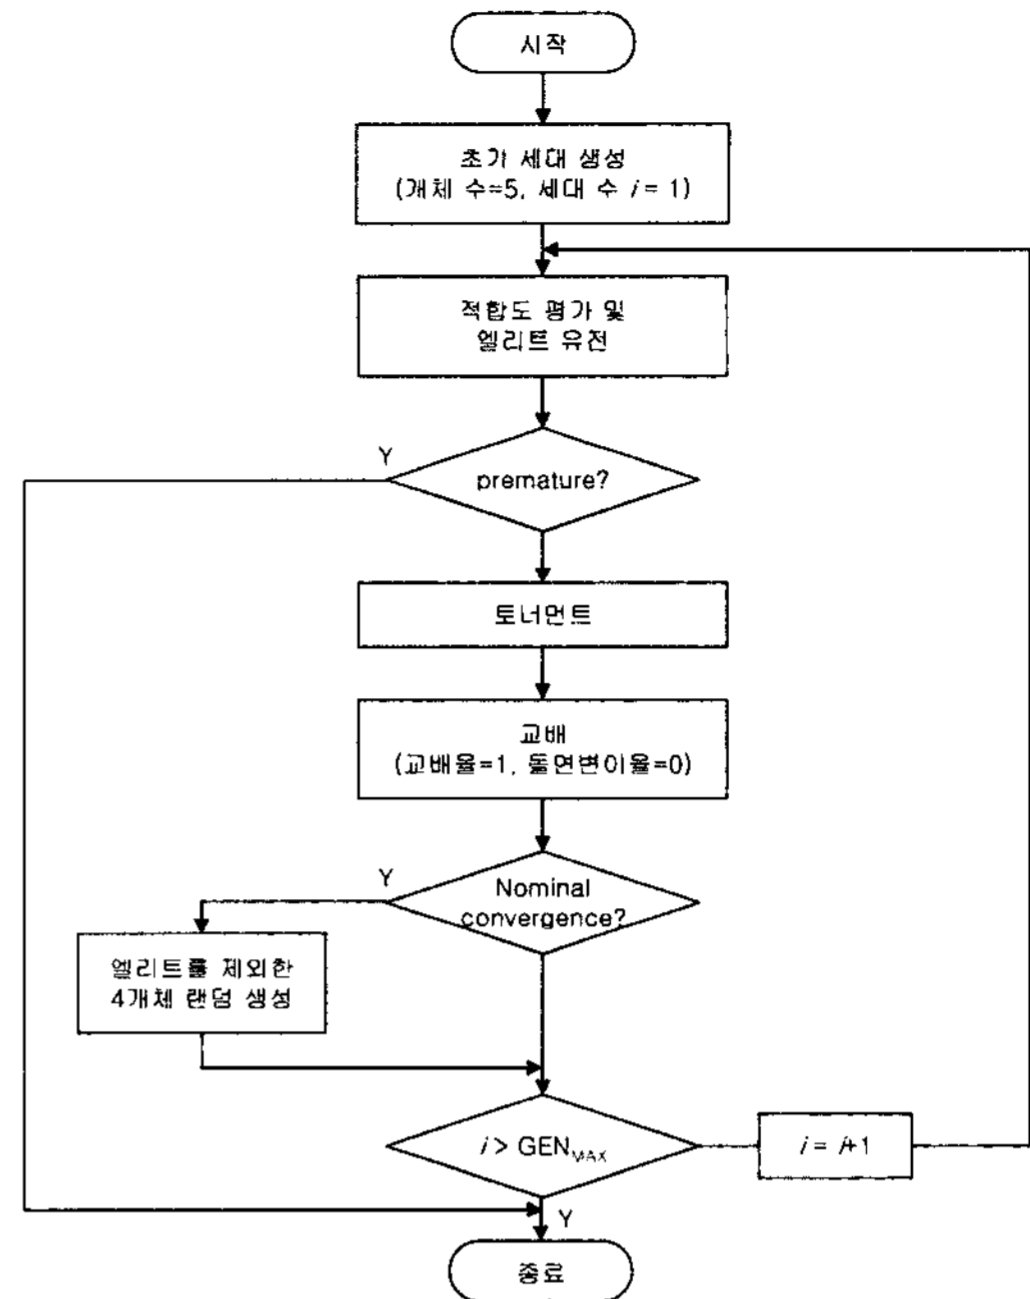 시작
초기 세대 생성
(개체 수=5, 세대 수 i = 1)
적합도 평가 및
엘리트 유전
Y
premature?
토너먼트
교배
(교배율=1, 돌연변이율=0)
Y
Nominal
convergence?
엘리트를 제외한
4개체 랜덤 생성
i > GEN_MAX
i = i+1
Y
종료